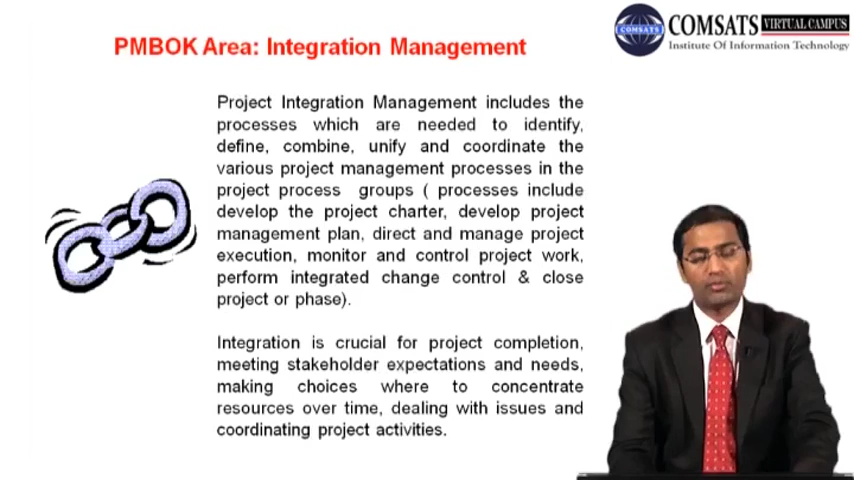 PMBOK Area: Integration Management
COMSATS
COMSATS VIRTUAL CAMPUS
Institute Of Information Technology
Project Integration Management includes the
processes which are needed to identify,
define, combine, unify and coordinate the
various project management processes in the
project process groups ( processes include
develop the project charter, develop project
management plan, direct and manage project
execution, monitor and control project work,
perform integrated change control & close
project or phase).
Integration is crucial for project completion,
meeting stakeholder expectations and needs,
making choices where to concentrate
resources over time, dealing with issues and
coordinating project activities.